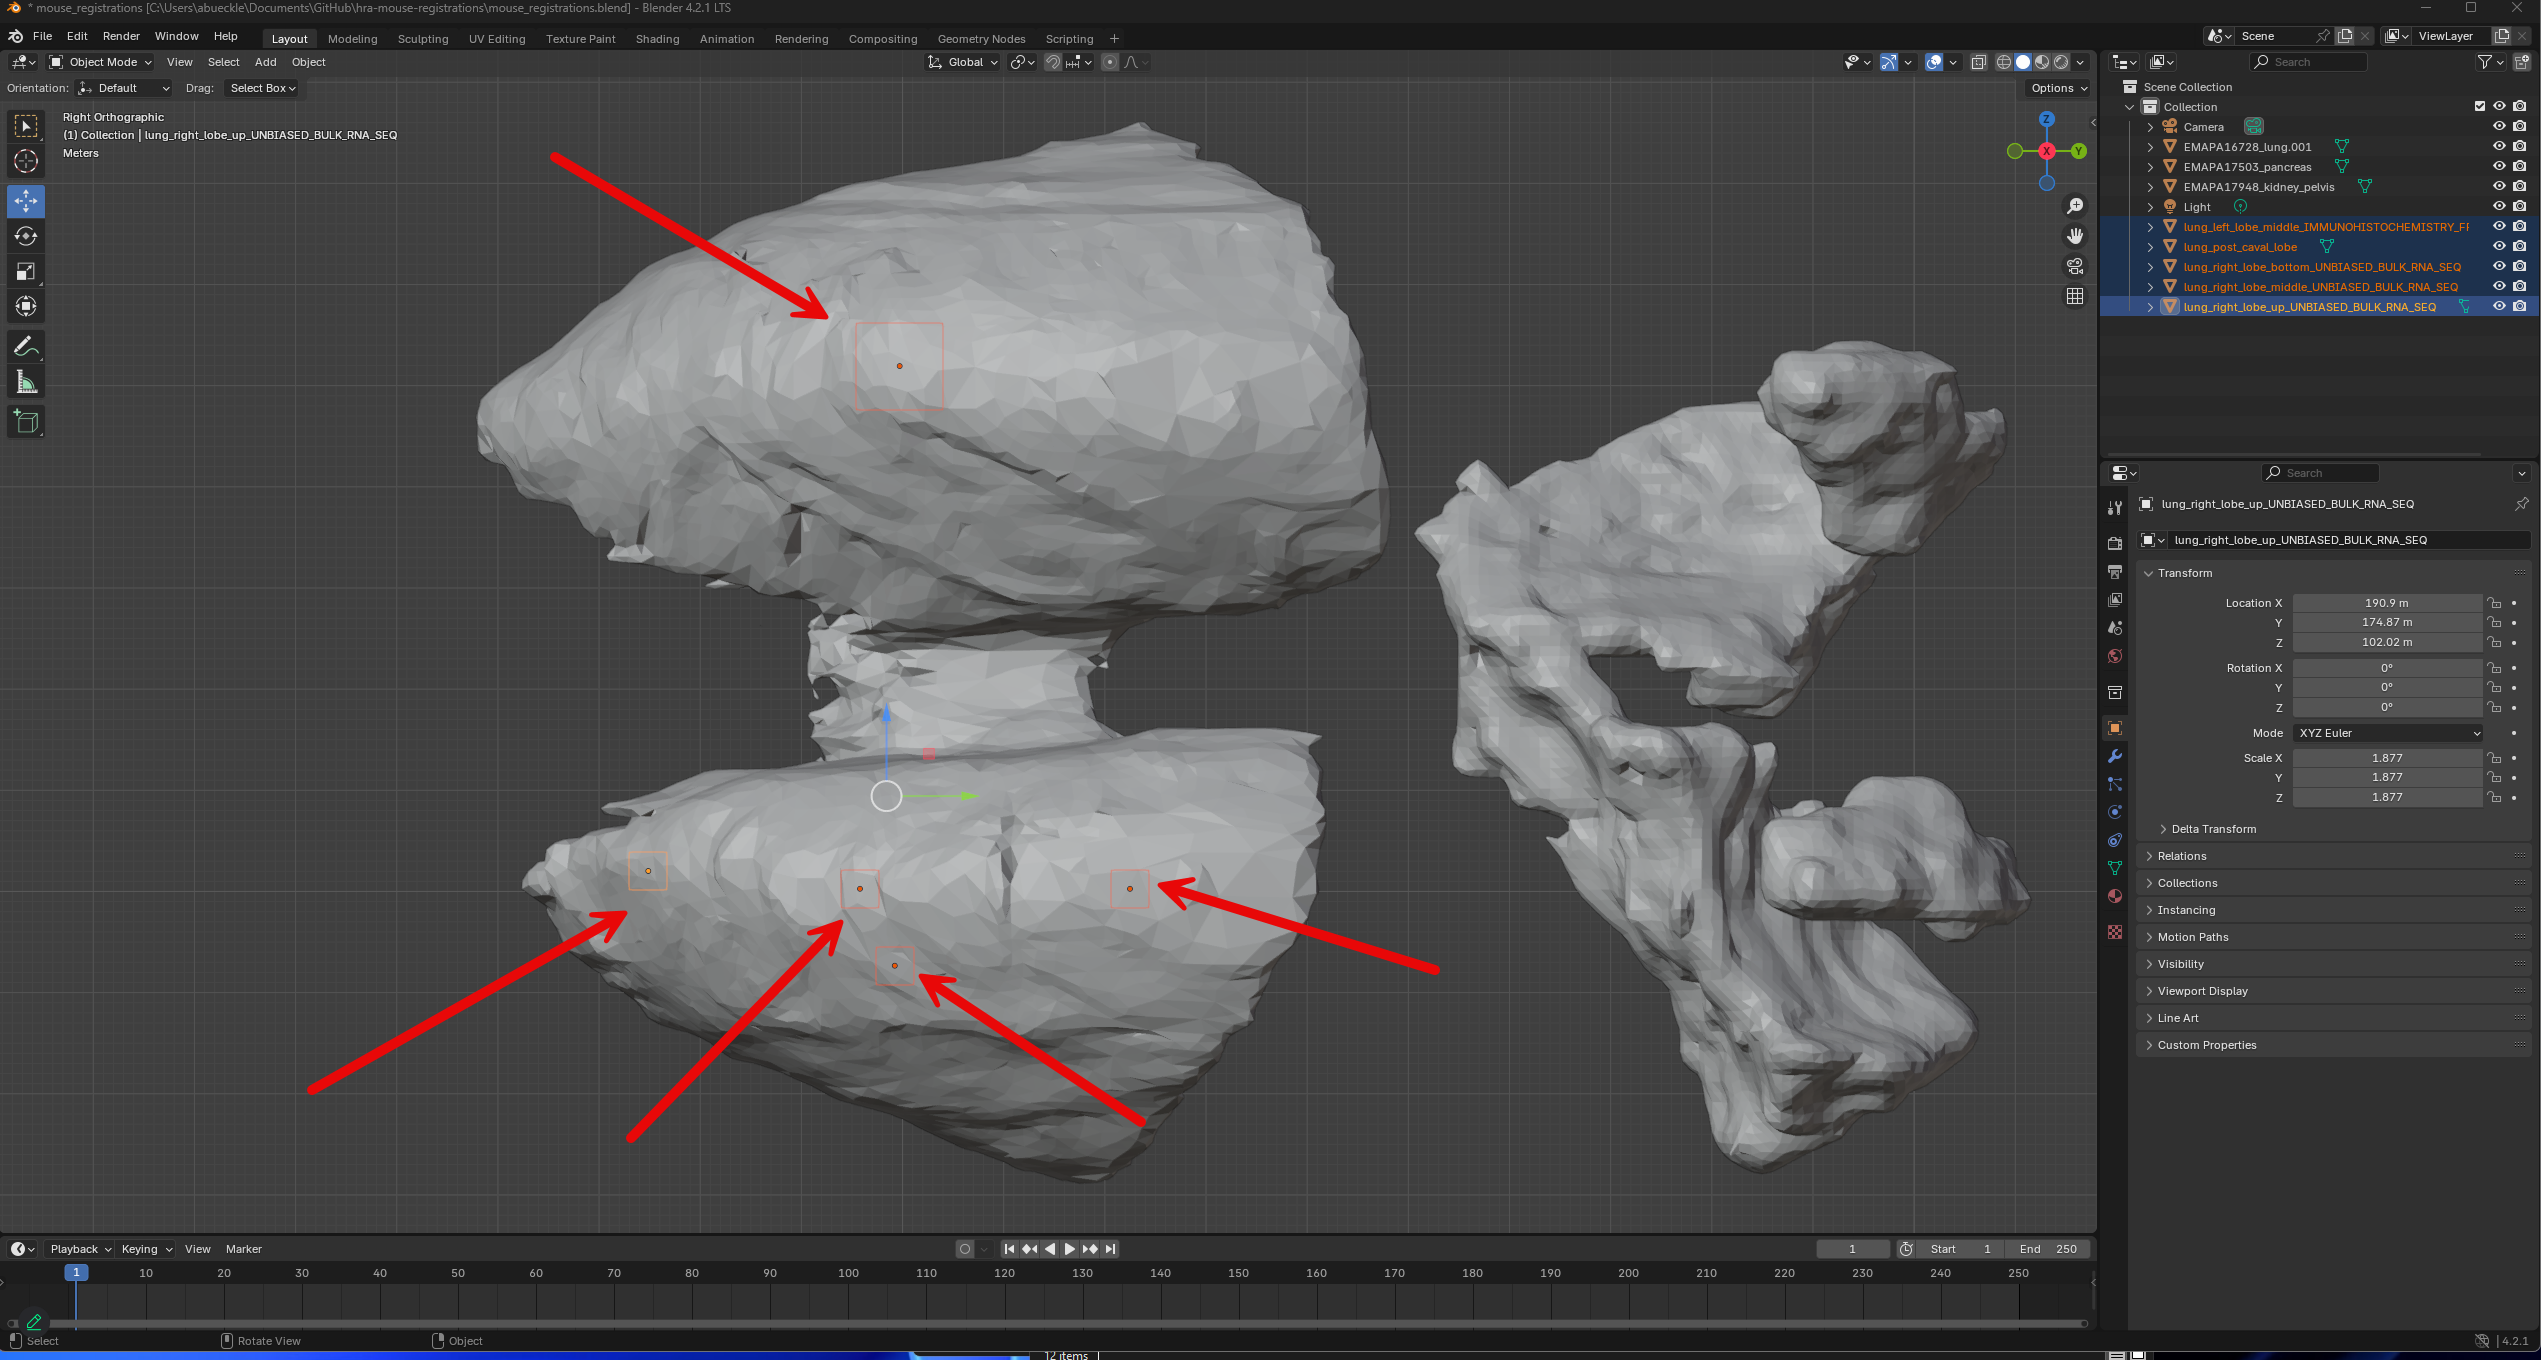 * mouse_registrations [C:\Users\abueckle\Documents\GitHub\hra-mouse-registrations\mouse_registrations.blend] - Blender 4.2.1 LTS
File Edit Render Window Help Layout Modeling Sculpting UV Editing Texture Paint Shading Animation Rendering Compositing Geometry Nodes Scripting + Scene ViewLayer
Object Mode View Select Add Object Global Search
Orientation: Default Drag: Select Box Options
Right Orthographic
(1) Collection | lung_right_lobe_up_UNBIASED_BULK_RNA_SEQ
Meters
Z
X
Y
Scene Collection
Collection
Camera
EMAPA16728_lung.001
EMAPA17503_pancreas
EMAPA17948_kidney_pelvis
Light
lung_left_lobe_middle_IMMUNOHISTOCHEMISTRY_FF
lung_post_caval_lobe
lung_right_lobe_bottom_UNBIASED_BULK_RNA_SEQ
lung_right_lobe_middle_UNBIASED_BULK_RNA_SEQ
lung_right_lobe_up_UNBIASED_BULK_RNA_SEQ
Search
lung_right_lobe_up_UNBIASED_BULK_RNA_SEQ
lung_right_lobe_up_UNBIASED_BULK_RNA_SEQ
Transform
Location X 190.9 m
Y 174.87 m
Z 102.02 m
Rotation X 0°
Y 0°
Z 0°
Mode XYZ Euler
Scale X 1.877
Y 1.877
Z 1.877
Delta Transform
Relations
Collections
Instancing
Motion Paths
Visibility
Viewport Display
Line Art
Custom Properties
Playback Keying View Marker 1 Start 1 End 250
1 10 20 30 40 50 60 70 80 90 100 110 120 130 140 150 160 170 180 190 200 210 220 230 240 250
Select Rotate View Object 4.2.1
12 items